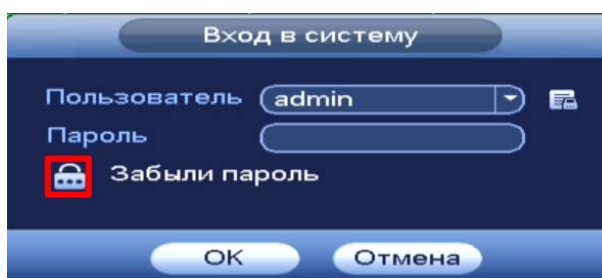 Вход в систему
Пользователь admin
Пароль
Забыли пароль
OK Отмена